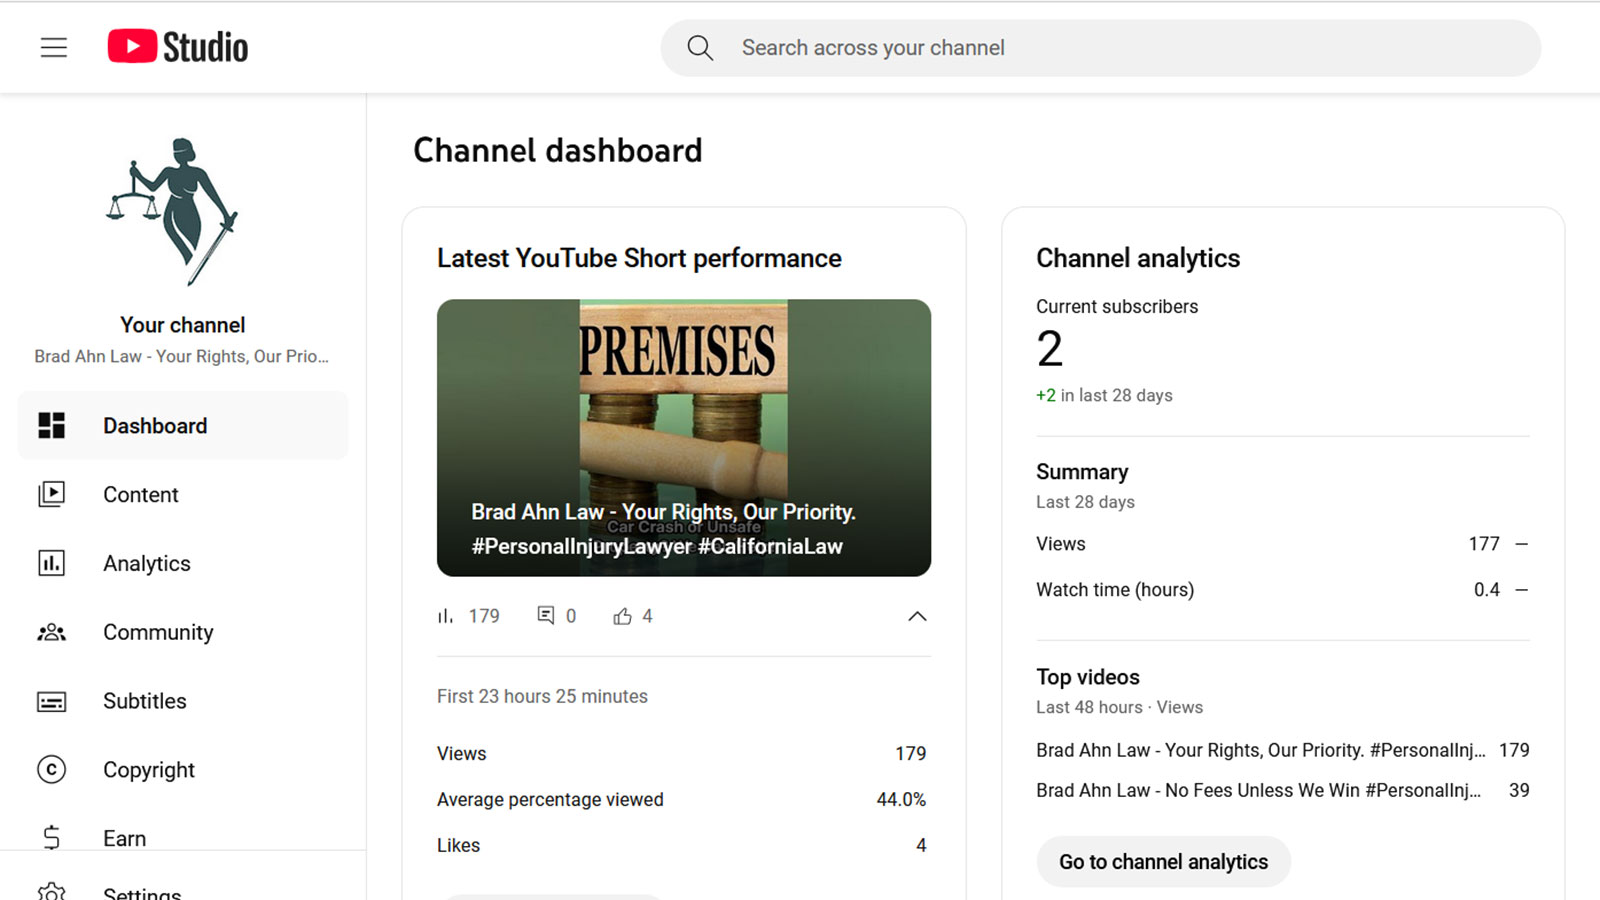 Studio
Search across your channel
Your channel
Brad Ahn Law - Your Rights, Our Prio...
Dashboard
Content
Analytics
Community
Subtitles
Copyright
Earn
Settings
Channel dashboard
Latest YouTube Short performance
PREMISES
Brad Ahn Law - Your Rights, Our Priority.
Car Crash or Unsafe
#PersonalInjuryLawyer #CaliforniaLaw
179 0 4
First 23 hours 25 minutes
Views 179
Average percentage viewed 44.0%
Likes 4
Channel analytics
Current subscribers
2
+2 in last 28 days
Summary
Last 28 days
Views 177 —
Watch time (hours) 0.4 —
Top videos
Last 48 hours · Views
Brad Ahn Law - Your Rights, Our Priority. #PersonalInj... 179
Brad Ahn Law - No Fees Unless We Win #PersonalInj... 39
Go to channel analytics